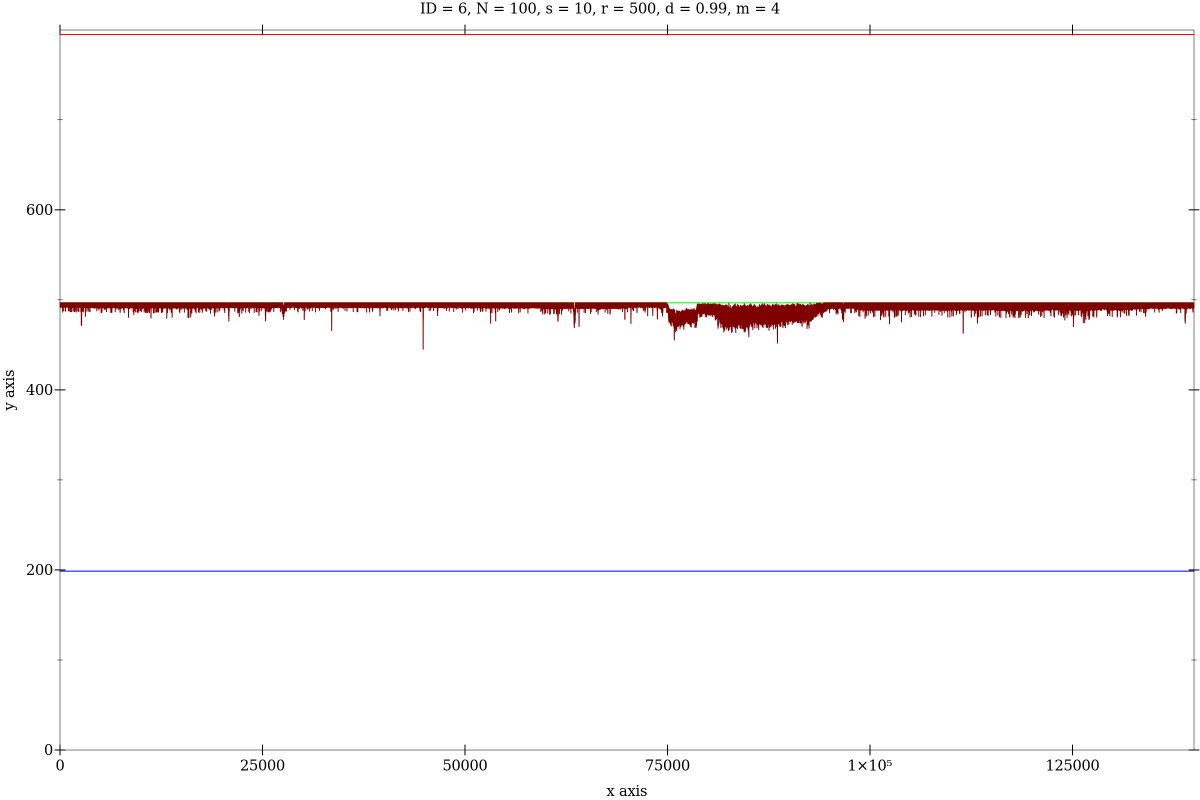 ID = 6, N = 100, s = 10, r = 500, d = 0.99, m = 4
600
400
200
0
y axis
0 25000 50000 75000 1×10⁵ 125000
x axis